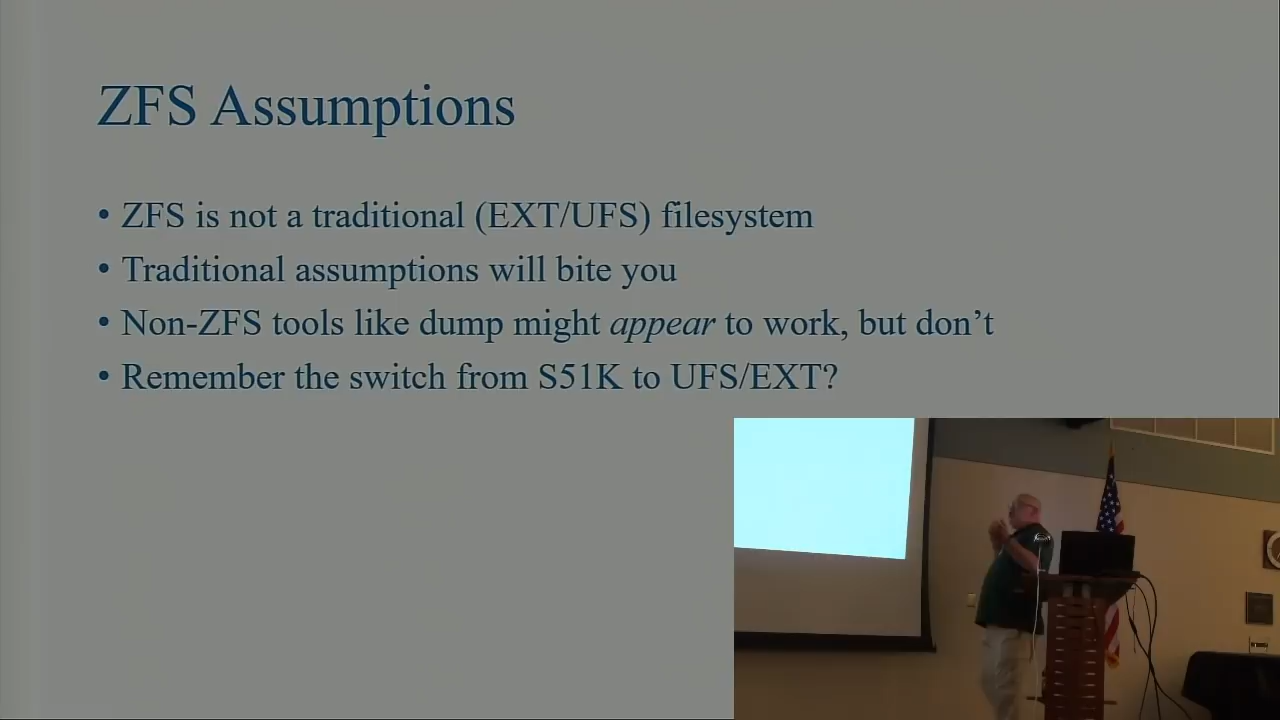 ZFS Assumptions
• ZFS is not a traditional (EXT/UFS) filesystem
• Traditional assumptions will bite you
• Non-ZFS tools like dump might appear to work, but don’t
• Remember the switch from S51K to UFS/EXT?